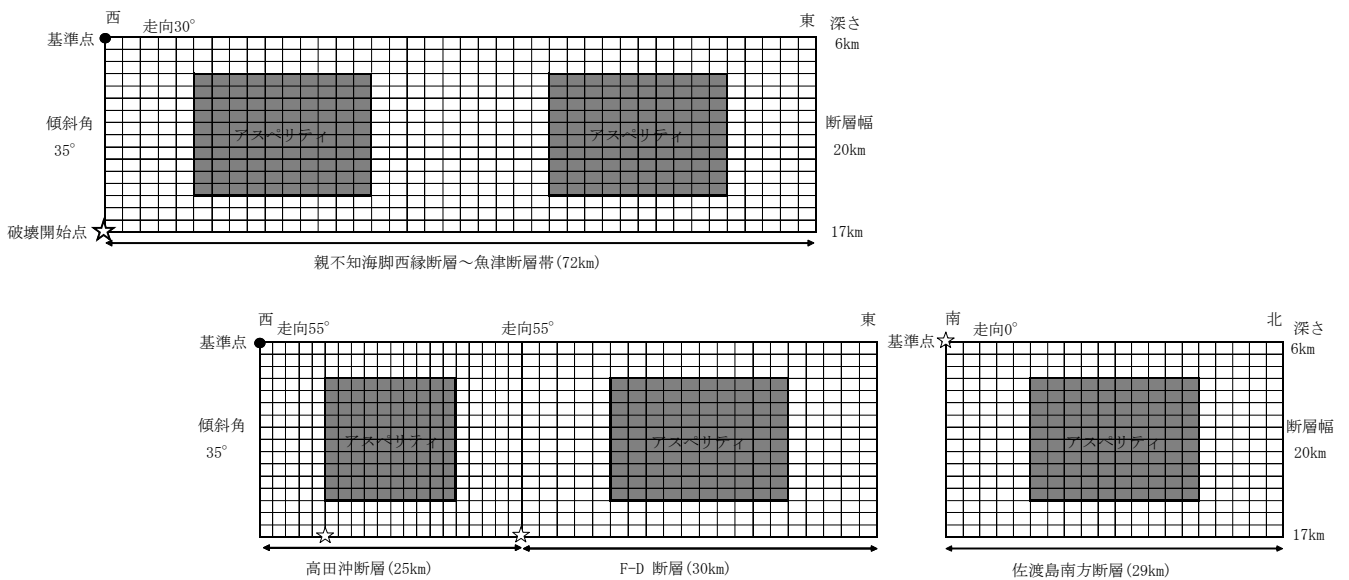 西
走向30°
東
深さ
基準点
6km
傾斜角
35°
アスペリティ
アスペリティ
断層幅
20km
破壊開始点
17km
親不知海脚西縁断層～魚津断層帯(72km)
西
走向55°
走向55°
東
南
走向0°
北
深さ
基準点
基準点
6km
傾斜角
35°
アスペリティ
アスペリティ
アスペリティ
断層幅
20km
17km
高田沖断層(25km)
F-D 断層(30km)
佐渡島南方断層(29km)